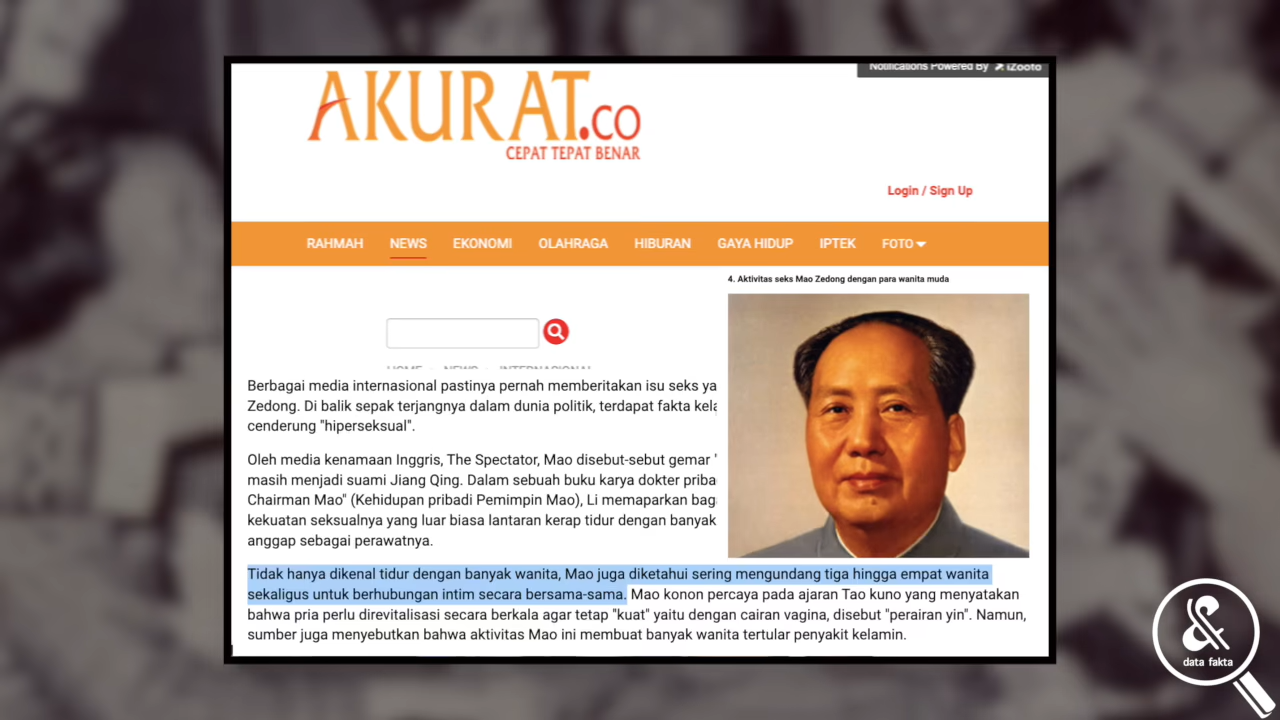 Notifications Powered By iZooto
AKURAT.CO
CEPAT TEPAT BENAR
Login / Sign Up
RAHMAH NEWS EKONOMI OLAHRAGA HIBURAN GAYA HIDUP IPTEK FOTO
4. Aktivitas seks Mao Zedong dengan para wanita muda
HOME NEWS INTERNASIONAL
Berbagai media internasional pastinya pernah memberitakan isu seks ya
Zedong. Di balik sepak terjangnya dalam dunia politik, terdapat fakta kela
cenderung "hiperseksual".
Oleh media kenamaan Inggris, The Spectator, Mao disebut-sebut gemar "
masih menjadi suami Jiang Qing. Dalam sebuah buku karya dokter priba
Chairman Mao" (Kehidupan pribadi Pemimpin Mao), Li memaparkan bag
kekuatan seksualnya yang luar biasa lantaran kerap tidur dengan banyak
anggap sebagai perawatnya.
Tidak hanya dikenal tidur dengan banyak wanita, Mao juga diketahui sering mengundang tiga hingga empat wanita
sekaligus untuk berhubungan intim secara bersama-sama. Mao konon percaya pada ajaran Tao kuno yang menyatakan
bahwa pria perlu direvitalisasi secara berkala agar tetap "kuat" yaitu dengan cairan vagina, disebut "perairan yin". Namun,
sumber juga menyebutkan bahwa aktivitas Mao ini membuat banyak wanita tertular penyakit kelamin.
&
data fakta